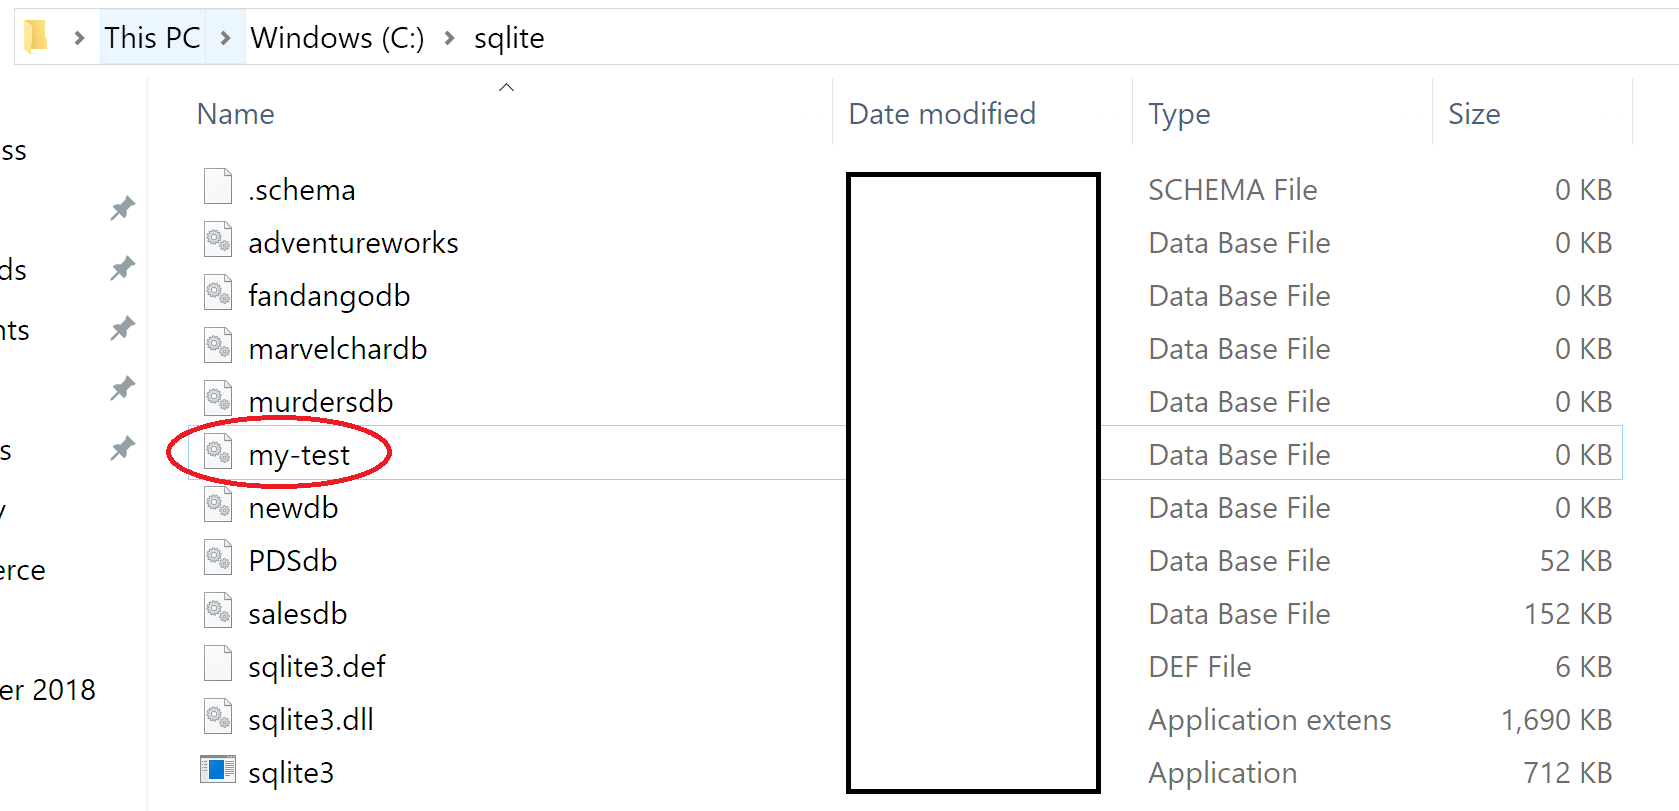 This PC > Windows (C:) > sqlite
Name Date modified Type Size
ss
.schema SCHEMA File 0 KB
adventureworks Data Base File 0 KB
ds
fandangodb Data Base File 0 KB
nts
marvelchardb Data Base File 0 KB
murdersdb Data Base File 0 KB
s
my-test Data Base File 0 KB
y
newdb Data Base File 0 KB
PDSdb Data Base File 52 KB
erce
salesdb Data Base File 152 KB
sqlite3.def DEF File 6 KB
er 2018
sqlite3.dll Application extens 1,690 KB
sqlite3 Application 712 KB